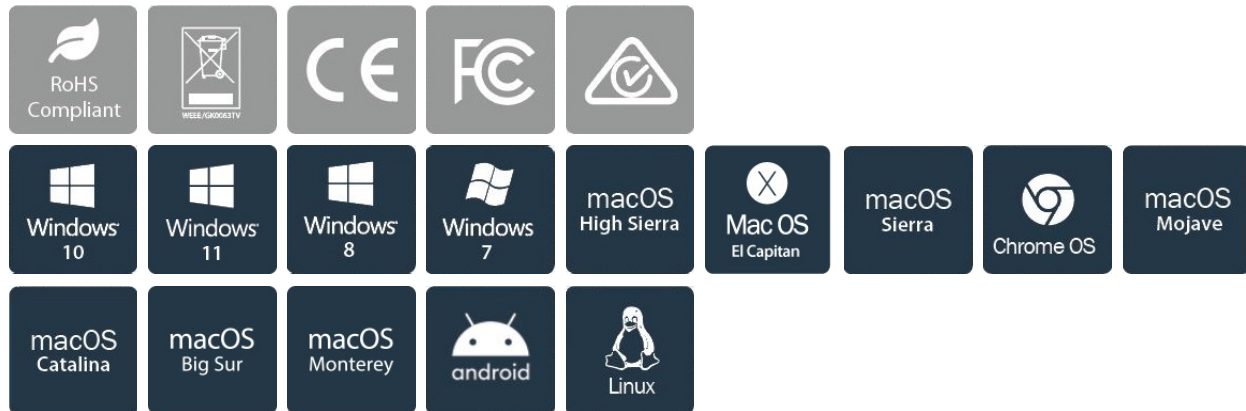 RoHS
Compliant
WEEE/GK0063TV
CE
FC
Windows
10
Windows
11
Windows
8
Windows
7
macOS
High Sierra
X
Mac OS
El Capitan
macOS
Sierra
Chrome OS
macOS
Mojave
macOS
Catalina
macOS
Big Sur
macOS
Monterey
android
Linux